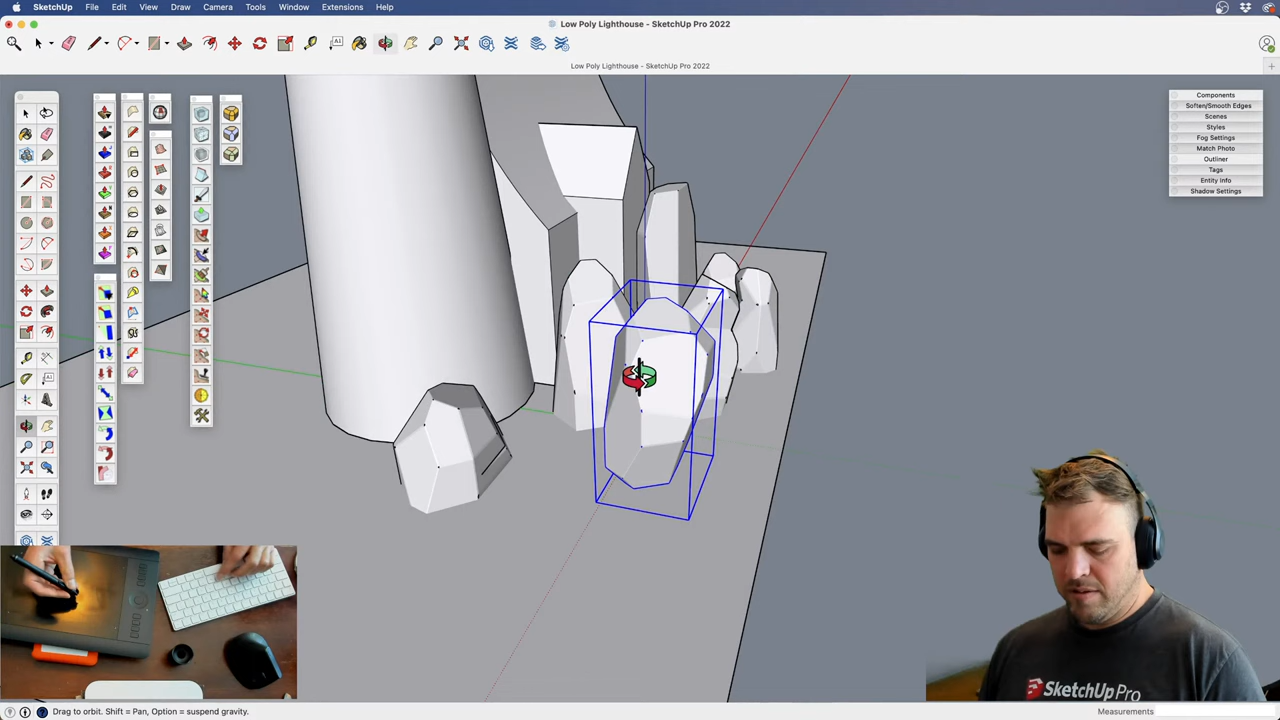 SketchUp File Edit View Draw Camera Tools Window Extensions Help
Low Poly Lighthouse - SketchUp Pro 2022
A1
Low Poly Lighthouse - SketchUp Pro 2022
Components
Soften/Smooth Edges
Scenes
Styles
Fog Settings
Match Photo
Outliner
Tags
Entity Info
Shadow Settings
SketchUp Pro
Drag to orbit. Shift = Pan, Option = suspend gravity.
Measurements